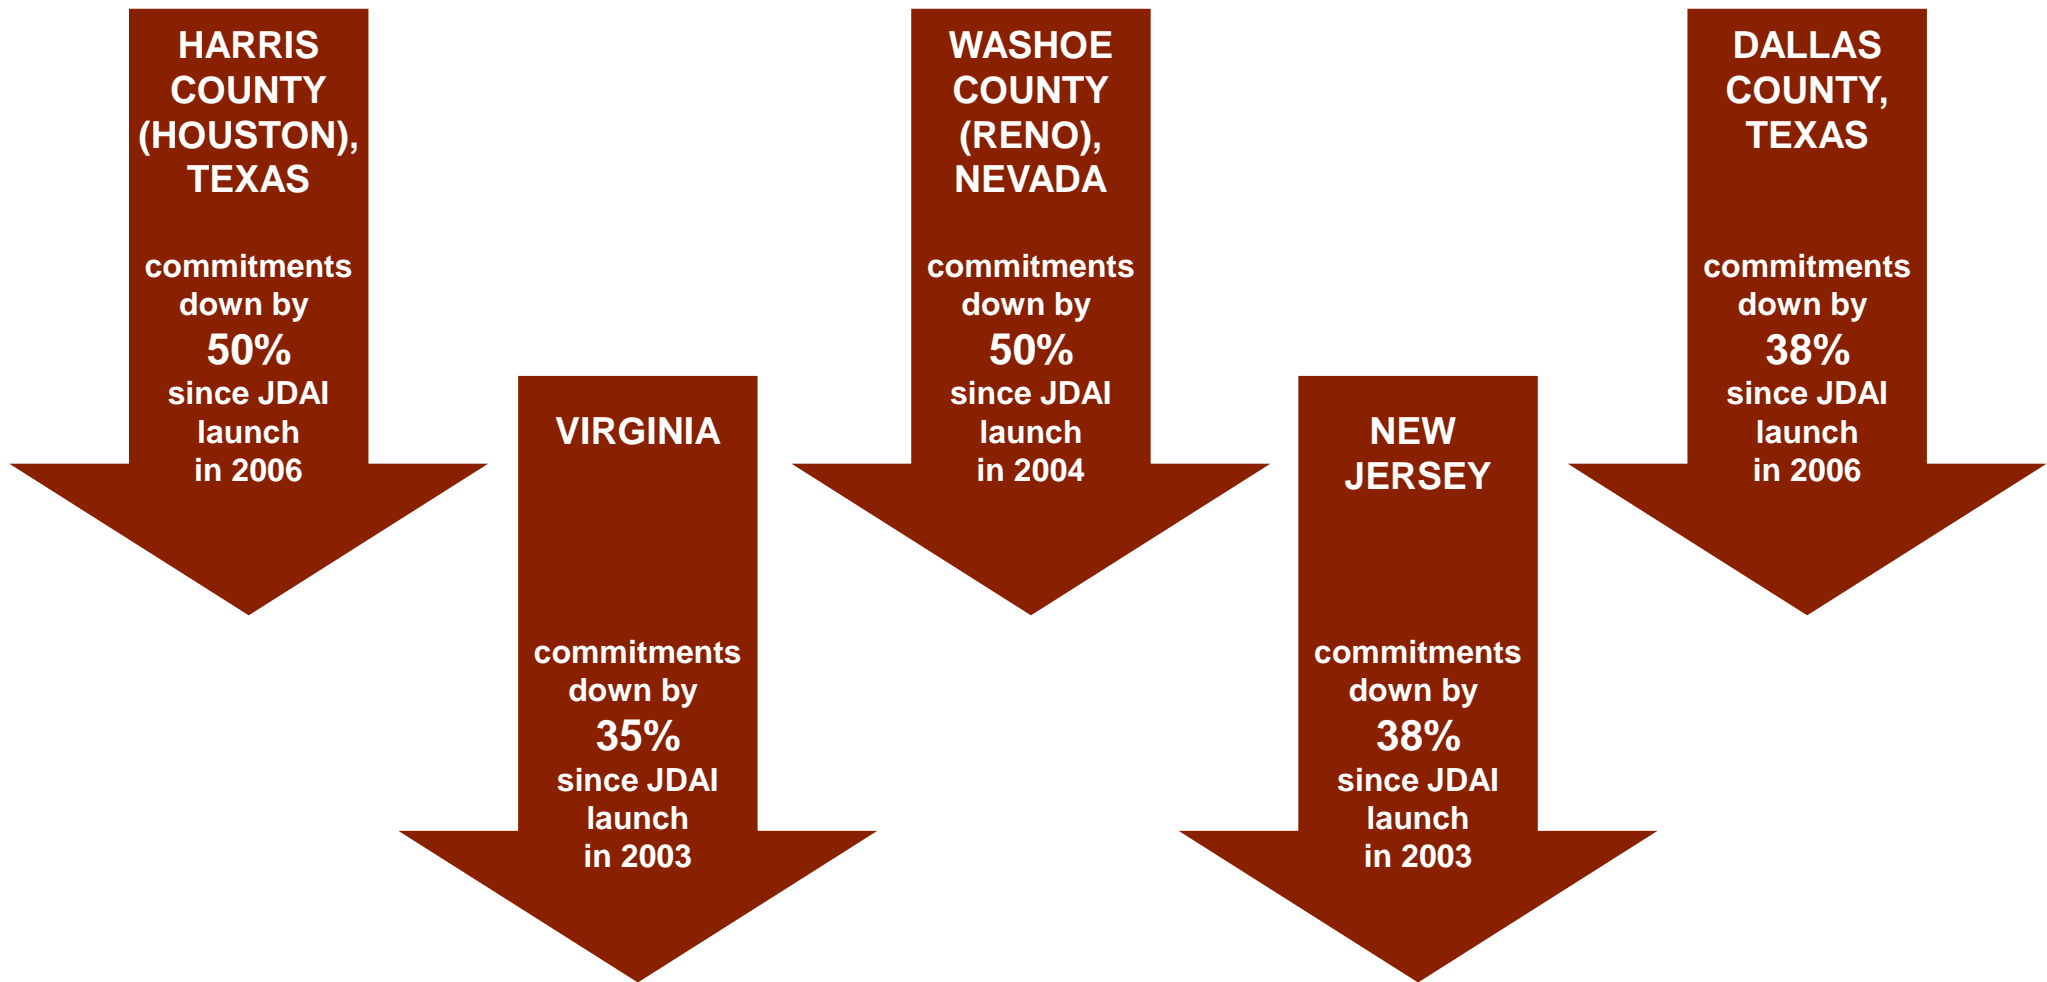 HARRIS
COUNTY
(HOUSTON),
TEXAS
commitments
down by
50%
since JDAI
launch
in 2006
VIRGINIA
commitments
down by
35%
since JDAI
launch
in 2003
WASHOE
COUNTY
(RENO),
NEVADA
commitments
down by
50%
since JDAI
launch
in 2004
NEW
JERSEY
commitments
down by
38%
since JDAI
launch
in 2003
DALLAS
COUNTY,
TEXAS
commitments
down by
38%
since JDAI
launch
in 2006